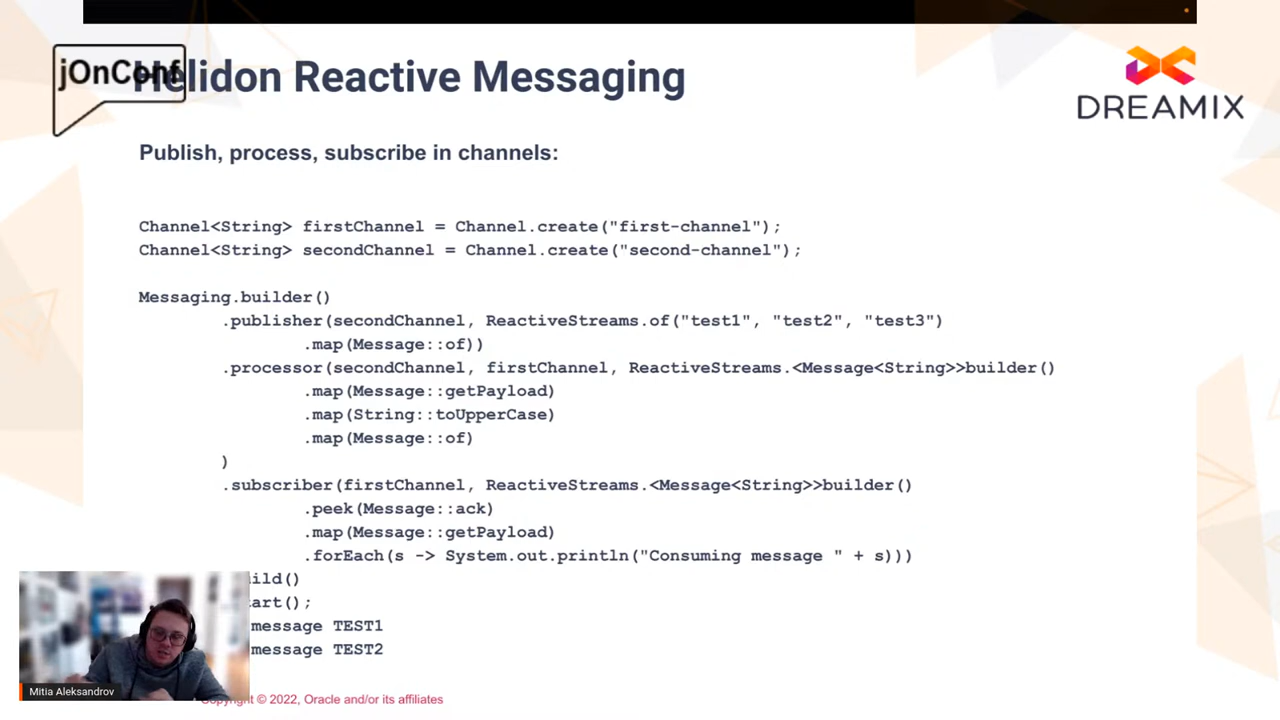 jOnConf
Helidon Reactive Messaging
DREAMIX
Publish, process, subscribe in channels:
Channel<String> firstChannel = Channel.create("first-channel");
Channel<String> secondChannel = Channel.create("second-channel");
Messaging.builder()
.publisher(secondChannel, ReactiveStreams.of("test1", "test2", "test3")
.map(Message::of))
.processor(secondChannel, firstChannel, ReactiveStreams.<Message<String>>builder()
.map(Message::getPayload)
.map(String::toUpperCase)
.map(Message::of)
)
.subscriber(firstChannel, ReactiveStreams.<Message<String>>builder()
.peek(Message::ack)
.map(Message::getPayload)
.forEach(s -> System.out.println("Consuming message " + s)))
ild()
art();
message TEST1
message TEST2
Mitia Aleksandrov
Copyright © 2022, Oracle and/or its affiliates